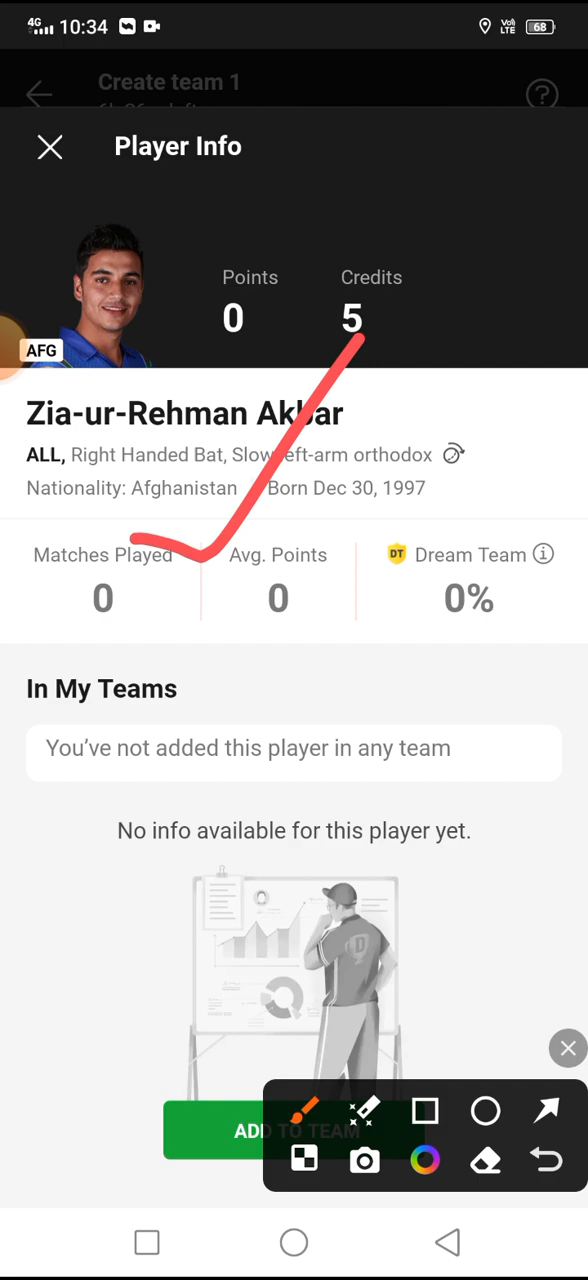 4G 10:34 VoI) LTE 68
Create team 1
Player Info
Points Credits
0 5
AFG
Zia-ur-Rehman Akbar
ALL, Right Handed Bat, Slow left-arm orthodox
Nationality: Afghanistan Born Dec 30, 1997
Matches Played Avg. Points DT Dream Team
0 0 0%
In My Teams
You’ve not added this player in any team
No info available for this player yet.
ADD TO TEAM